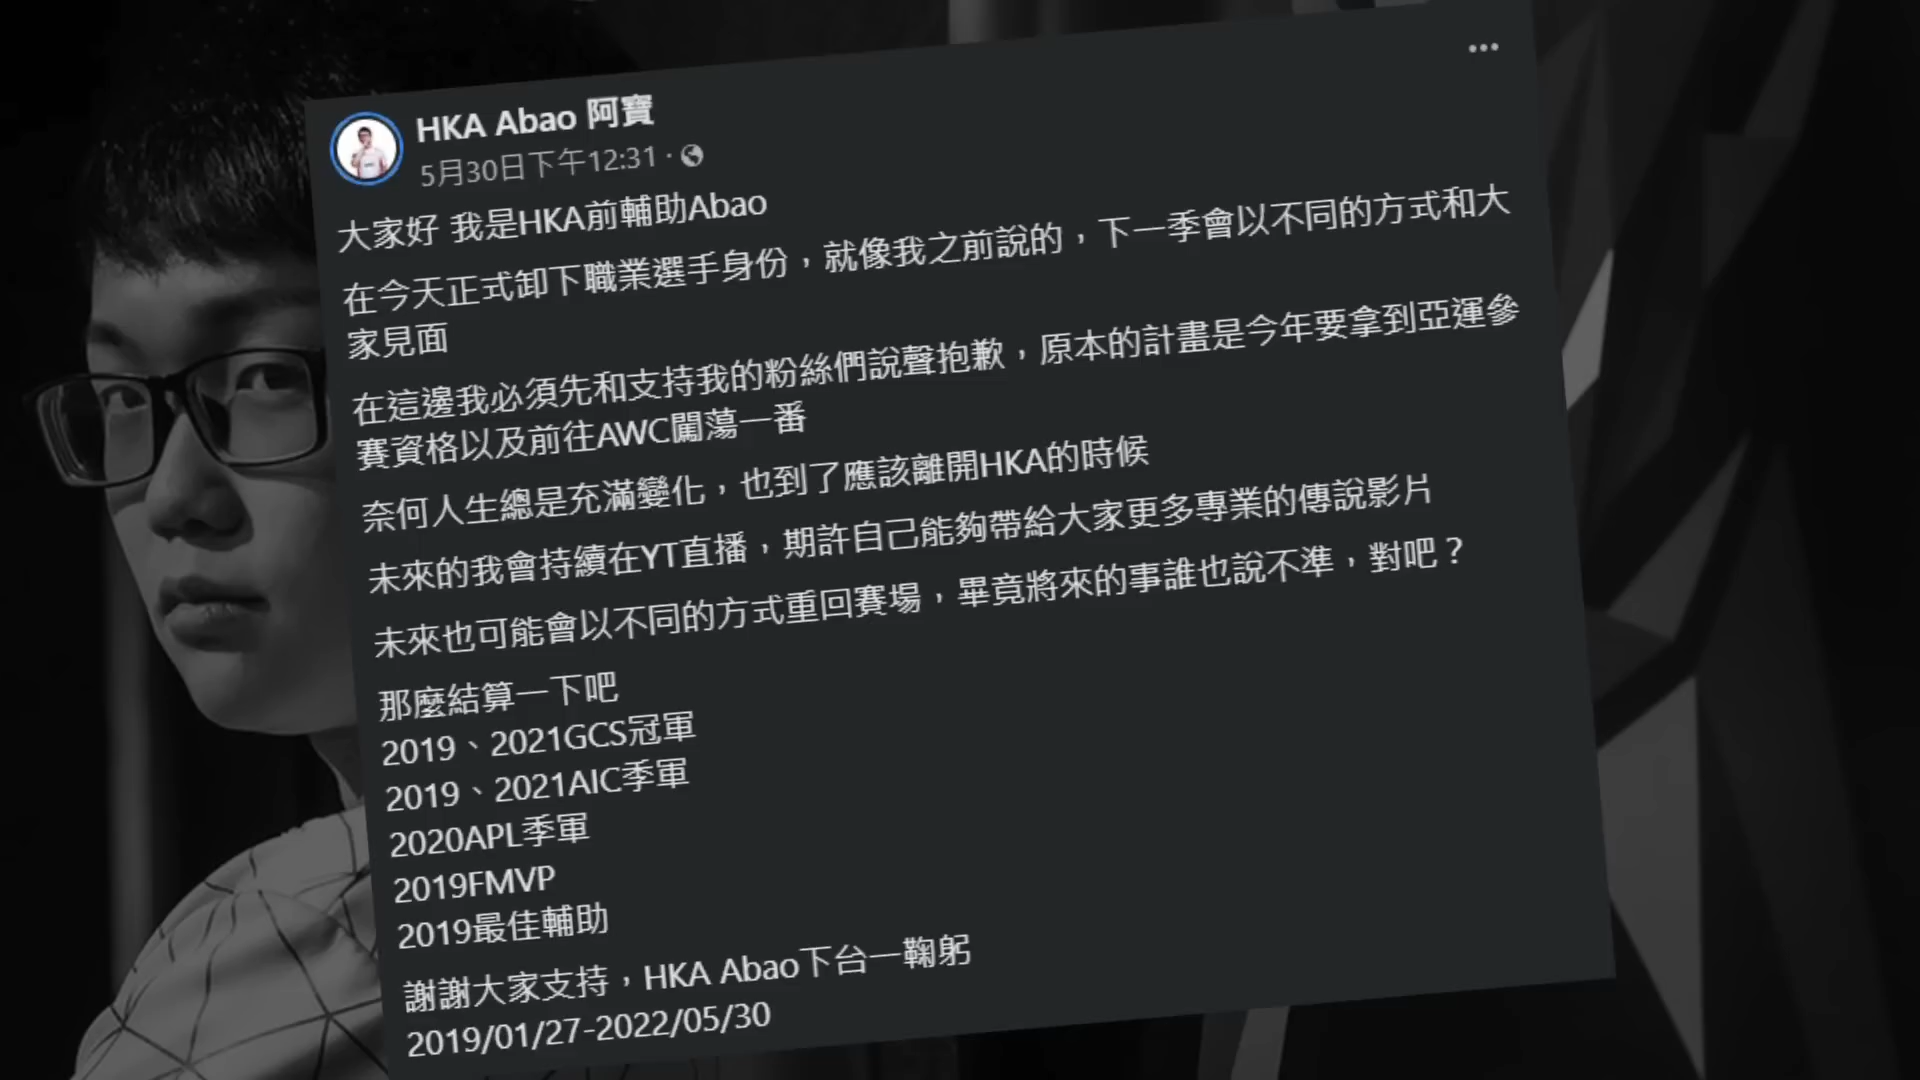 HKA Abao 阿寶
5月30日下午12:31 ·
大家好 我是HKA前輔助Abao
在今天正式卸下職業選手身份，就像我之前說的，下一季會以不同的方式和大
家見面
在這邊我必須先和支持我的粉絲們說聲抱歉，原本的計畫是今年要拿到亞運參
賽資格以及前往AWC闖蕩一番
奈何人生總是充滿變化，也到了應該離開HKA的時候
未來的我會持續在YT直播，期許自己能夠帶給大家更多專業的傳說影片
未來也可能會以不同的方式重回賽場，畢竟將來的事誰也說不準，對吧？
那麼結算一下吧
2019、2021GCS冠軍
2019、2021AIC季軍
2020APL季軍
2019FMVP
2019最佳輔助
謝謝大家支持，HKA Abao下台一鞠躬
2019/01/27-2022/05/30